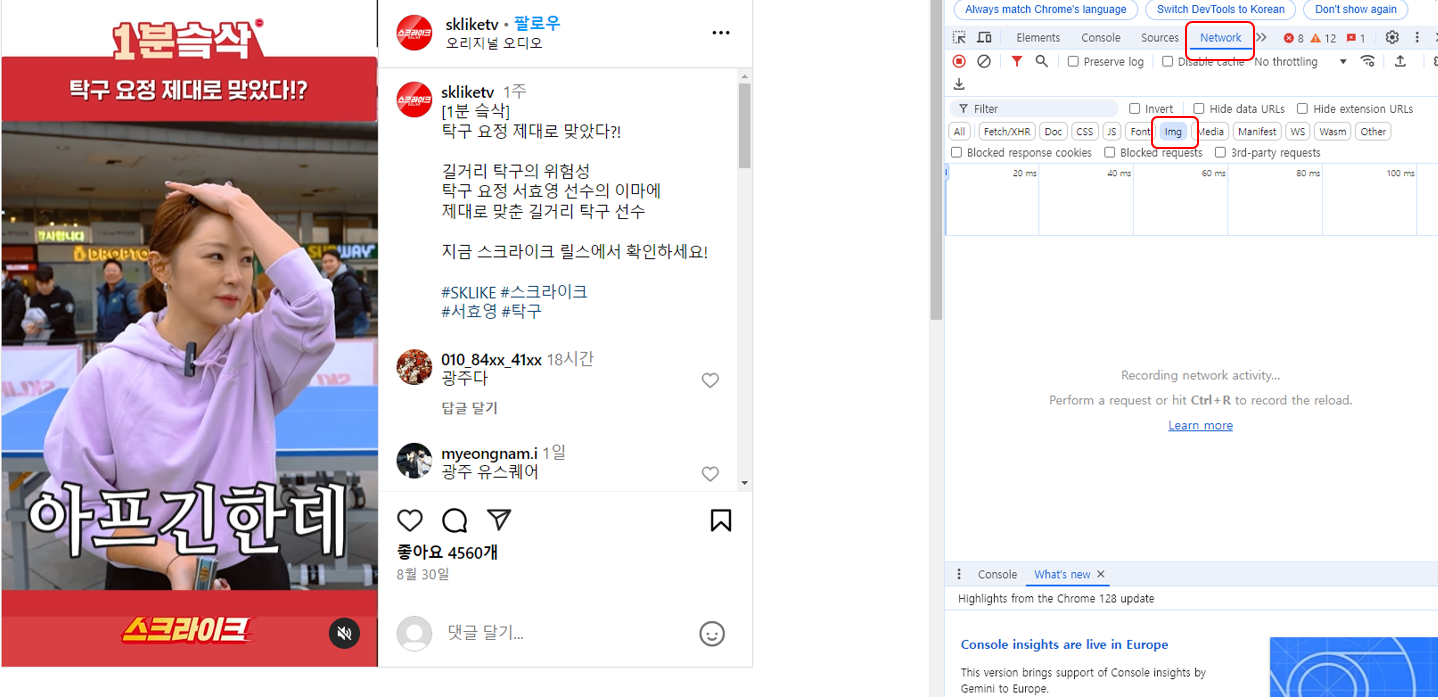 1분슥삭
탁구 요정 제대로 맞았다!?
감사합니다!
DROPTO
SUBWAY
아프긴한데
스크라이크
skliketv • 팔로우
오리지널 오디오
skliketv 1주
[1분 슥삭]
탁구 요정 제대로 맞았다?!
길거리 탁구의 위험성
탁구 요정 서효영 선수의 이마에
제대로 맞춘 길거리 탁구 선수
지금 스크라이크 릴스에서 확인하세요!
#SKLIKE #스크라이크
#서효영 #탁구
010_84xx_41xx 18시간
광주다
답글 달기
myeongnam.i 1일
광주 유스퀘어
좋아요 4560개
8월 30일
댓글 달기...
Always match Chrome's language Switch DevTools to Korean Don't show again
Elements Console Sources Network 8 12 1
Preserve log Disable cache No throttling
Filter Invert Hide data URLs Hide extension URLs
All Fetch/XHR Doc CSS JS Font Img Media Manifest WS Wasm Other
Blocked response cookies Blocked requests 3rd-party requests
20 ms 40 ms 60 ms 80 ms 100 ms
Recording network activity...
Perform a request or hit Ctrl+R to record the reload.
Learn more
Console What's new
Highlights from the Chrome 128 update
Console insights are live in Europe
This version brings support of Console insights by
Gemini to Europe.